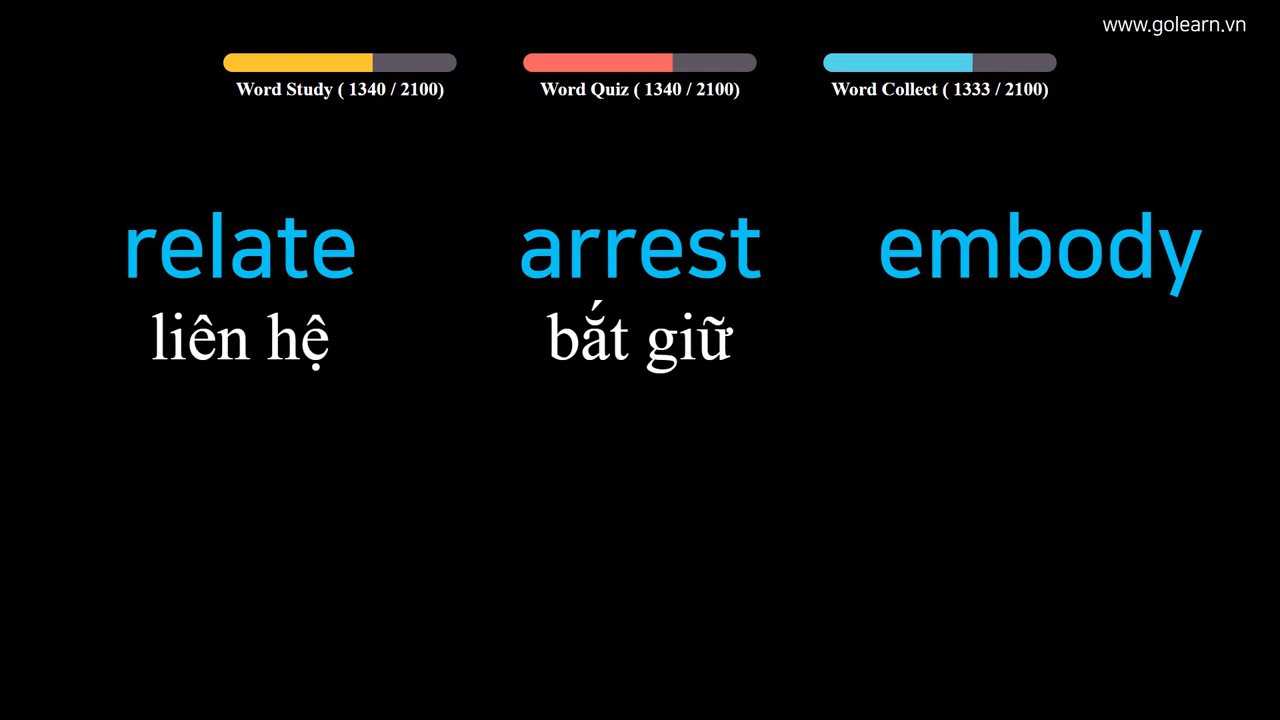 www.golearn.vn
Word Study ( 1340 / 2100)
Word Quiz ( 1340 / 2100)
Word Collect ( 1333 / 2100)
relate
arrest
embody
liên hệ
bắt giữ